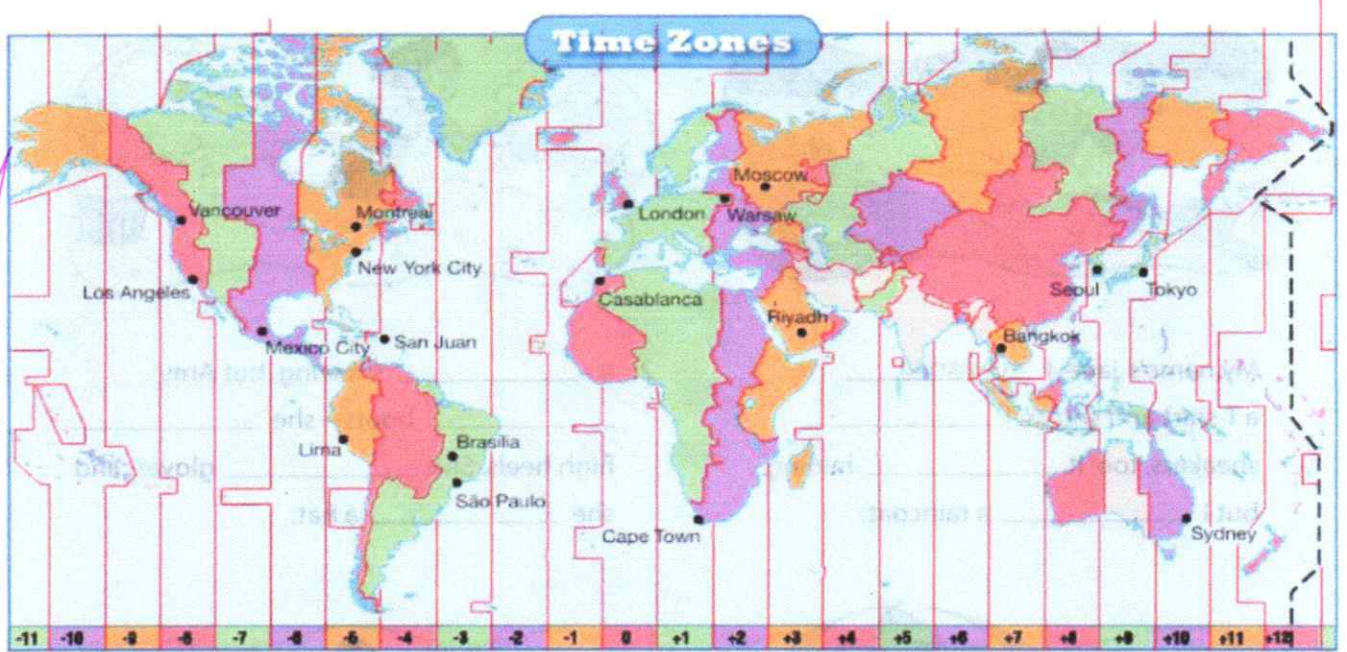 Time Zones
Moscow
Vancouver
Montreal
London
Warsaw
New York City
Los Angeles
Casablanca
Seoul
Tokyo
Riyadh
Mexico City
San Juan
Bangkok
Lima
Brasilia
São Paulo
Cape Town
Sydney
-11 -10 -9 -8 -7 -6 -5 -4 -3 -2 -1 0 +1 +2 +3 +4 +5 +6 +7 +8 +9 +10 +11 +12